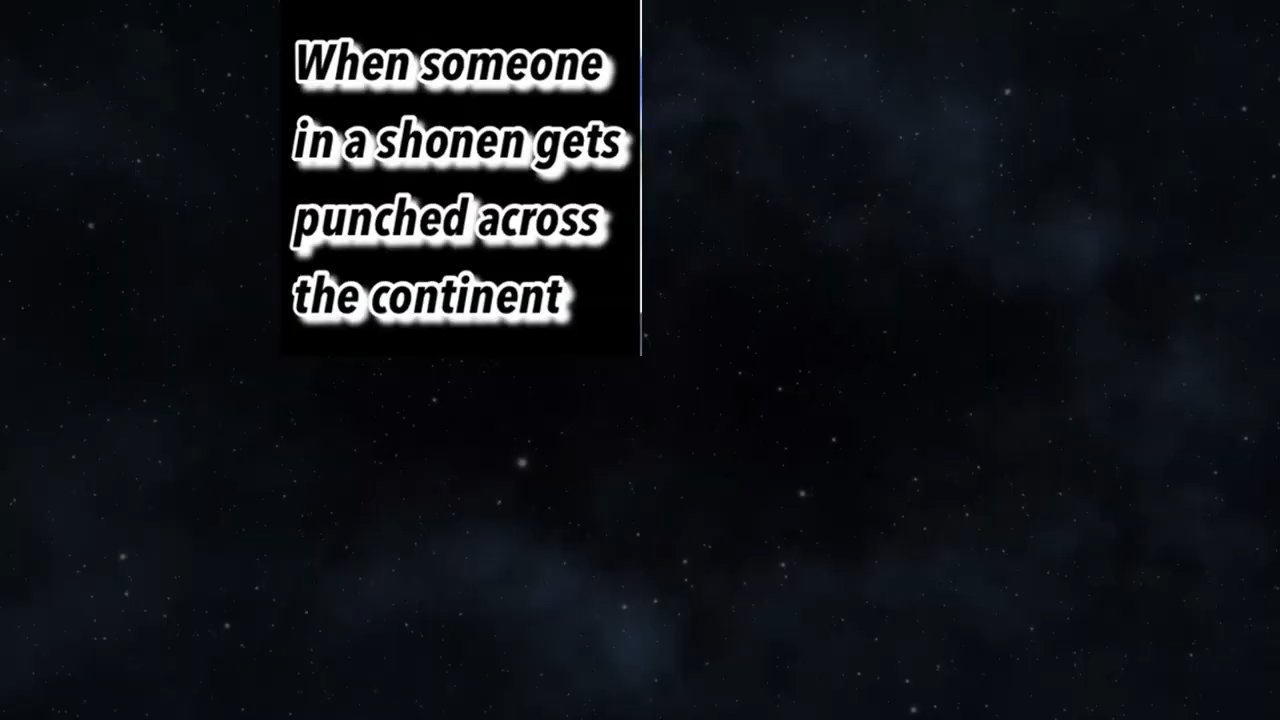 When someone
in a shonen gets
punched across
the continent